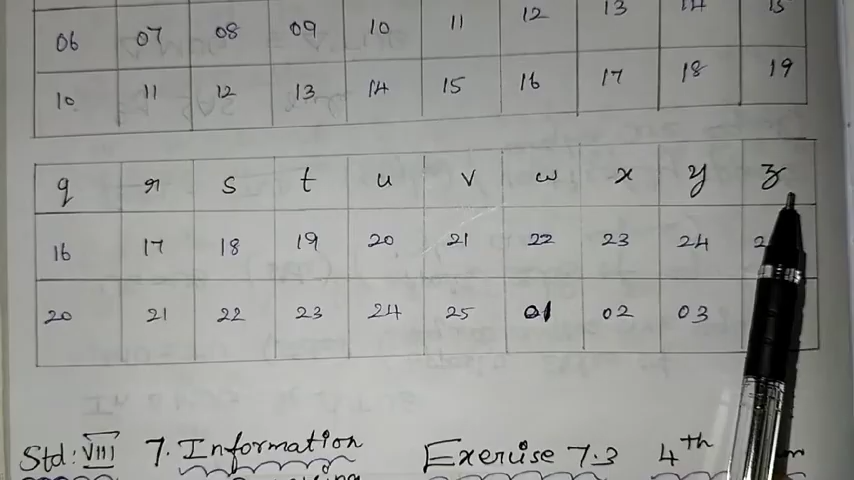 06 07 08 09 10 11 12 13 14 15
10 11 12 13 14 15 16 17 18 19
q r s t u v w x y z
16 17 18 19 20 21 22 23 24
20 21 22 23 24 25 01 02 03
Std: VIII 7. Information Exercise 7.3 4th